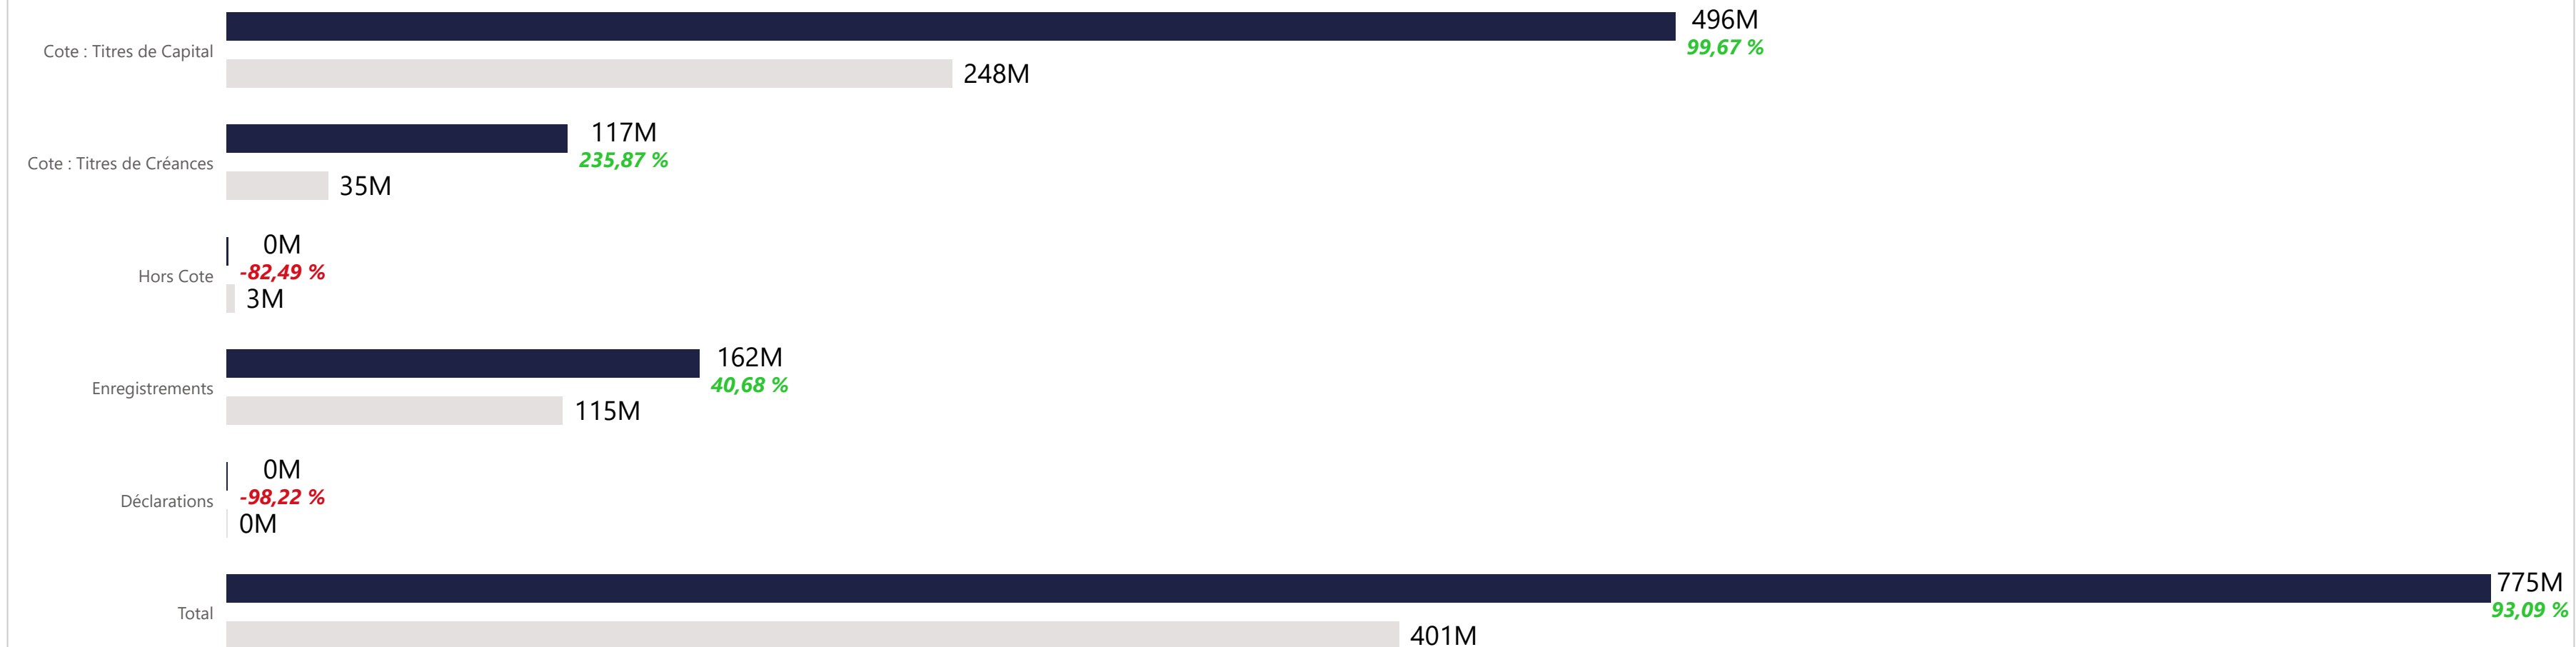 496M
99,67 %
Cote : Titres de Capital
248M
117M
235,87 %
Cote : Titres de Créances
35M
0M
-82,49 %
Hors Cote
3M
162M
40,68 %
Enregistrements
115M
0M
-98,22 %
Déclarations
0M
775M
93,09 %
Total
401M